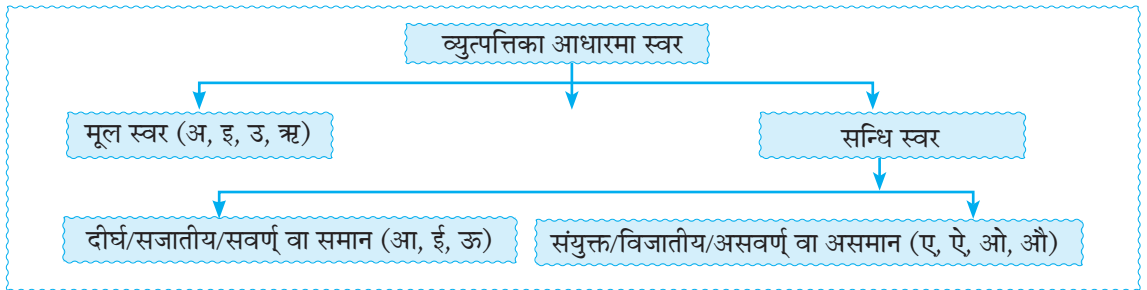 व्युत्पत्तिका आधारमा स्वर
मूल स्वर (अ, इ, उ, ऋ)
सन्धि स्वर
दीर्घ/सजातीय/सवर्ण् वा समान (आ, ई, ऊ)
संयुक्त/विजातीय/असवर्ण् वा असमान (ए, ऐ, ओ, औ)